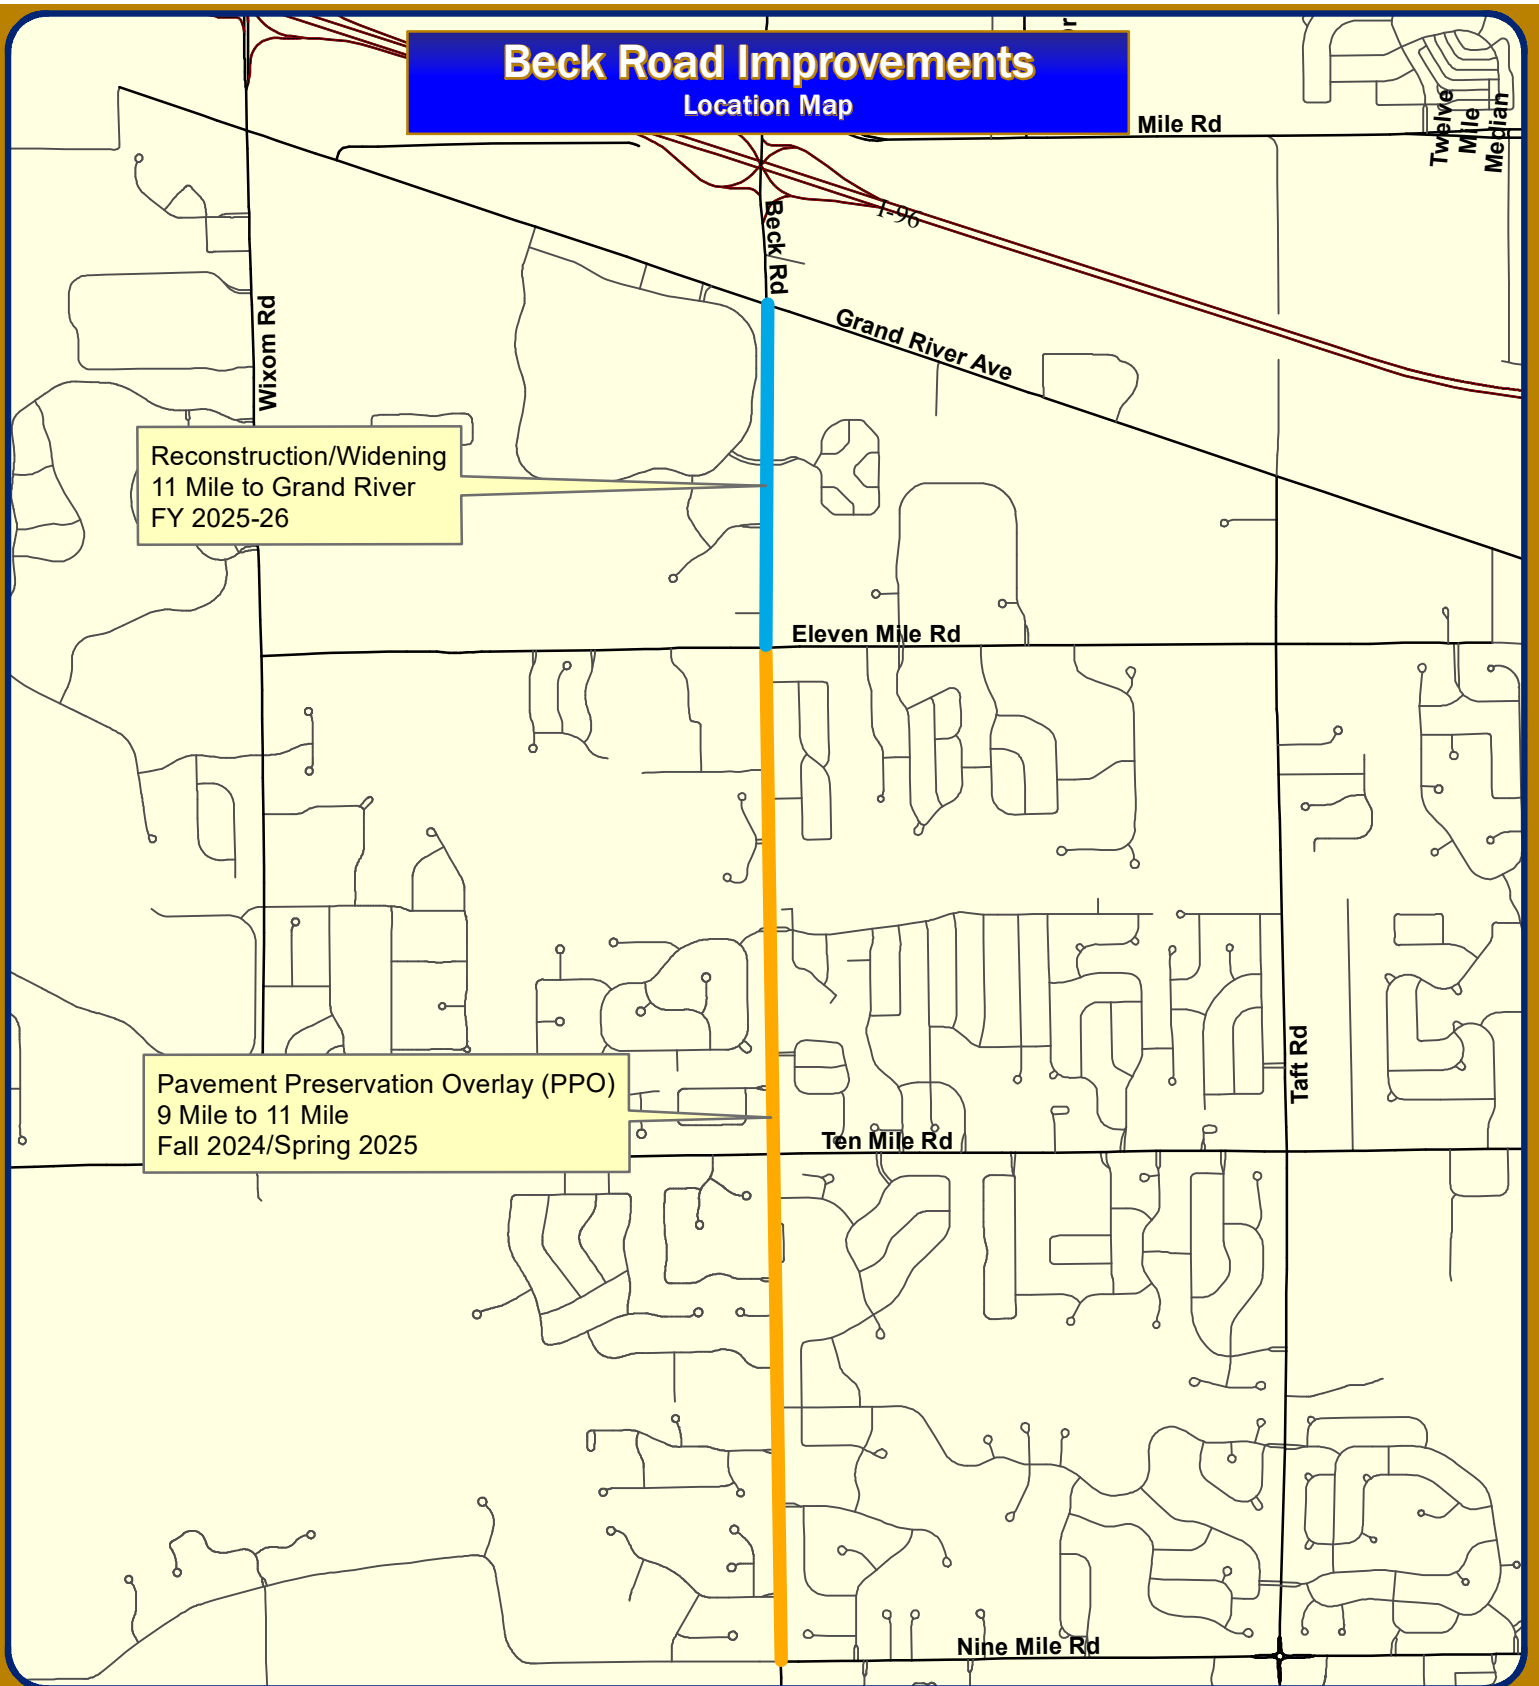 Beck Road Improvements
Location Map
Mile Rd
Twelve
Mile
Median
I-96
Beck Rd
Wixom Rd
Grand River Ave
Reconstruction/Widening
11 Mile to Grand River
FY 2025-26
Eleven Mile Rd
Taft Rd
Pavement Preservation Overlay (PPO)
9 Mile to 11 Mile
Fall 2024/Spring 2025
Ten Mile Rd
Nine Mile Rd